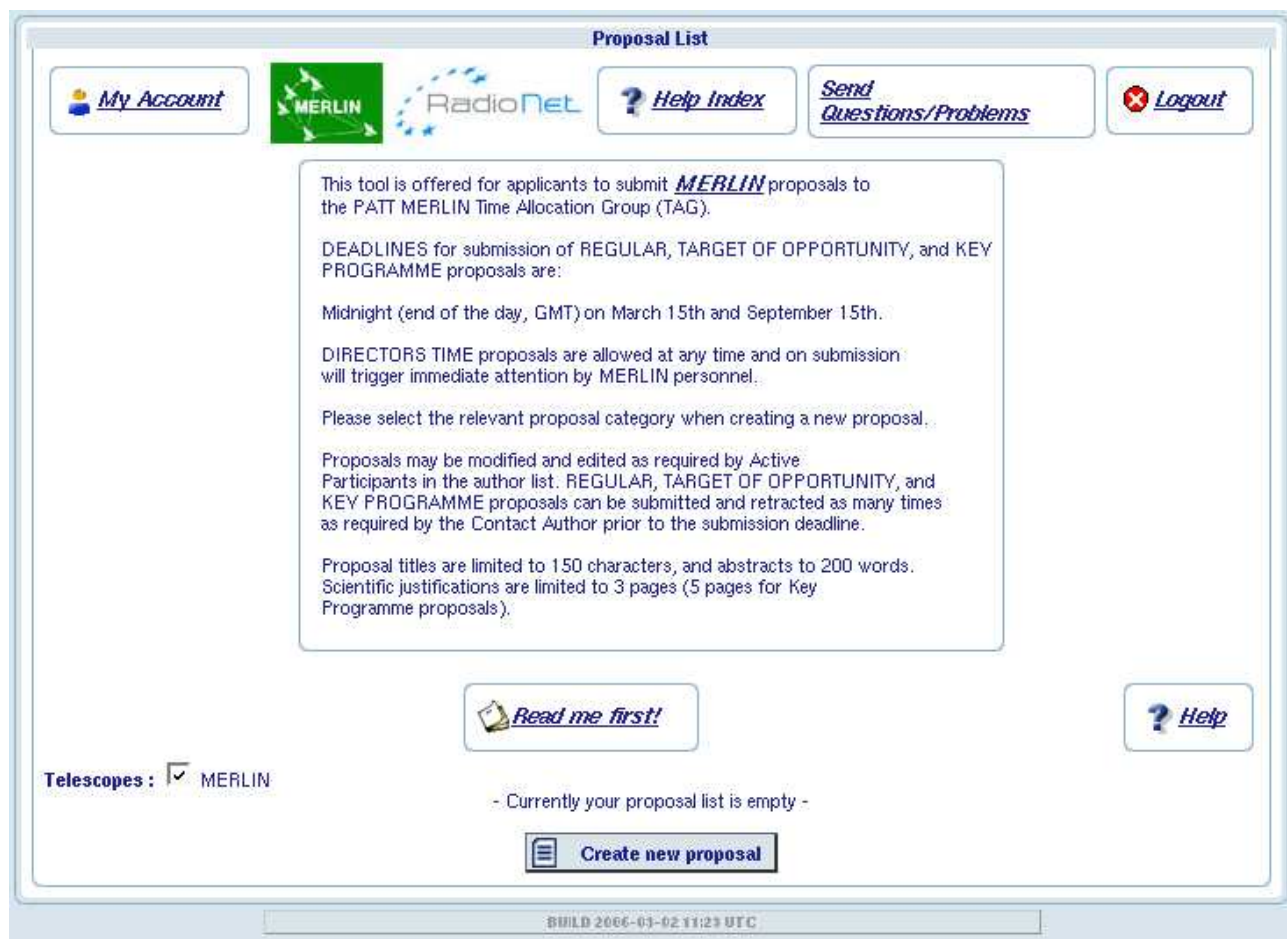 Proposal List
My Account
MERLIN
RadioNet
Help Index
Send
Questions/Problems
Logout
This tool is offered for applicants to submit MERLIN proposals to
the PATT MERLIN Time Allocation Group (TAG).
DEADLINES for submission of REGULAR, TARGET OF OPPORTUNITY, and KEY
PROGRAMME proposals are:
Midnight (end of the day, GMT) on March 15th and September 15th.
DIRECTORS TIME proposals are allowed at any time and on submission
will trigger immediate attention by MERLIN personnel.
Please select the relevant proposal category when creating a new proposal.
Proposals may be modified and edited as required by Active
Participants in the author list. REGULAR, TARGET OF OPPORTUNITY, and
KEY PROGRAMME proposals can be submitted and retracted as many times
as required by the Contact Author prior to the submission deadline.
Proposal titles are limited to 150 characters, and abstracts to 200 words.
Scientific justifications are limited to 3 pages (5 pages for Key
Programme proposals).
Read me first!
Help
Telescopes : MERLIN
- Currently your proposal list is empty -
Create new proposal
BUILD 2006-03-02 11:23 UTC